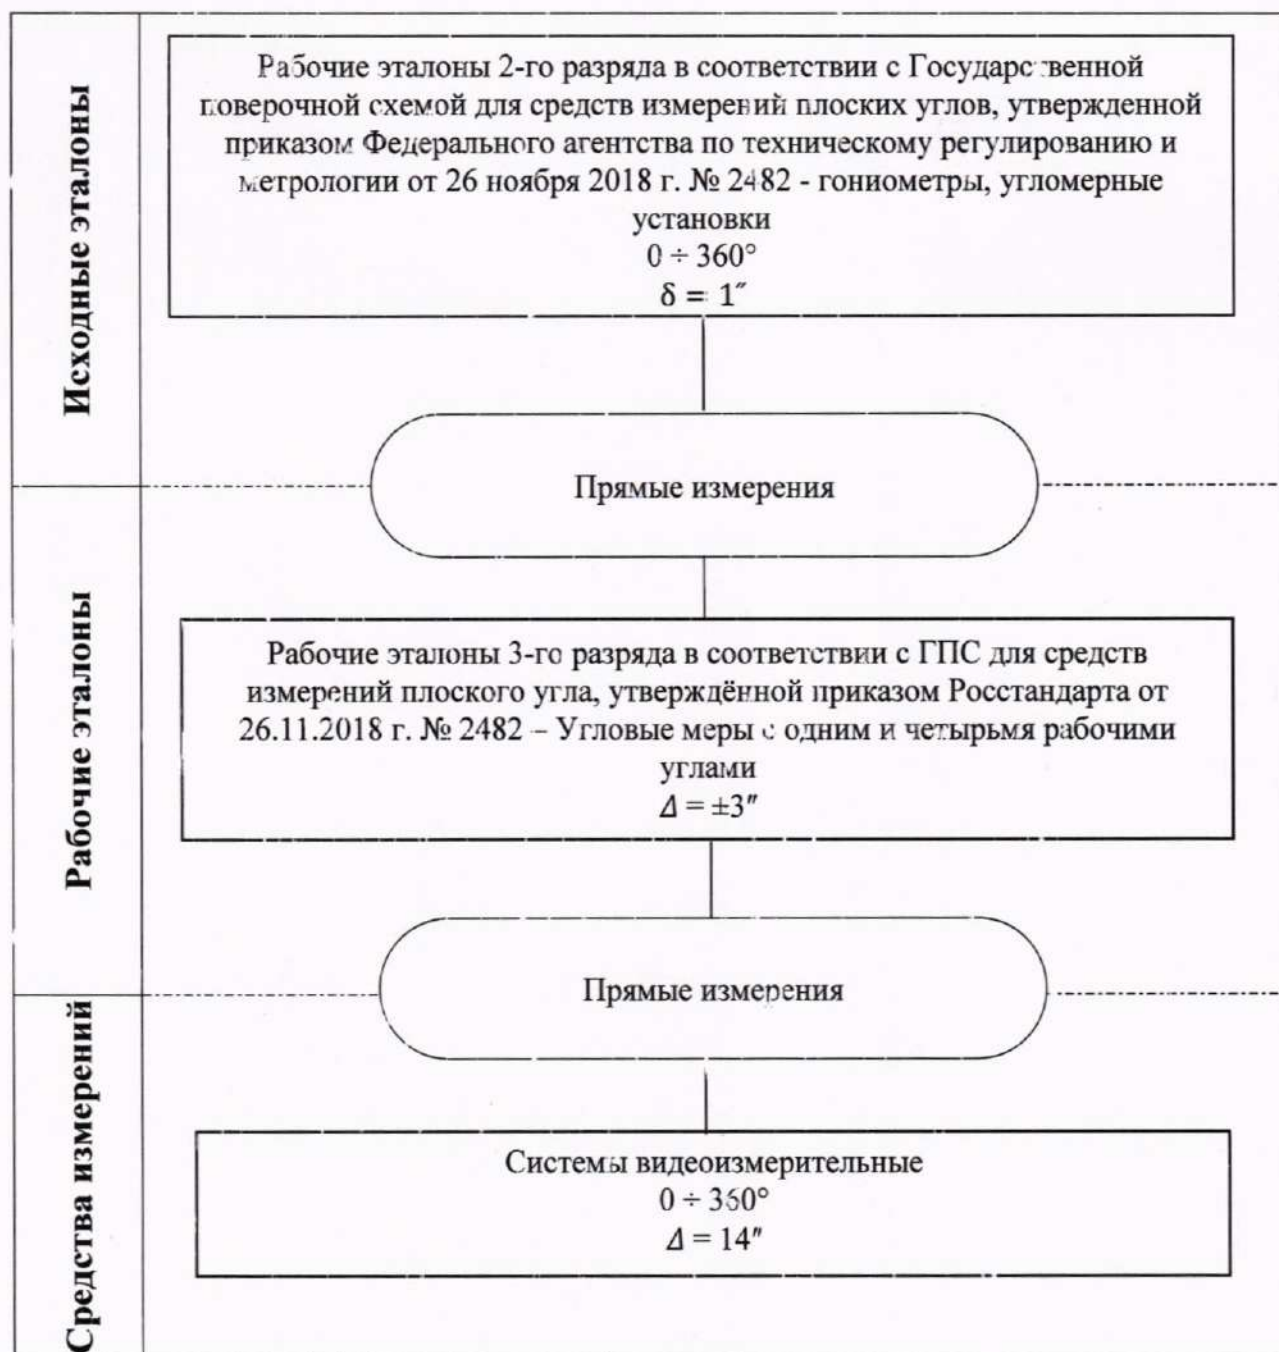 Исходные эталоны
Рабочие эталоны 2-го разряда в соответствии с Государственной
поверочной схемой для средств измерений плоских углов, утвержденной
приказом Федерального агентства по техническому регулированию и
метрологии от 26 ноября 2018 г. № 2482 - гониометры, угломерные
установки
0 ÷ 360°
δ = 1″
Прямые измерения
Рабочие эталоны
Рабочие эталоны 3-го разряда в соответствии с ГПС для средств
измерений плоского угла, утверждённой приказом Росстандарта от
26.11.2018 г. № 2482 – Угловые меры с одним и четырьмя рабочими
углами
Δ = ±3″
Прямые измерения
Средства измерений
Системы видеоизмерительные
0 ÷ 360°
Δ = 14″